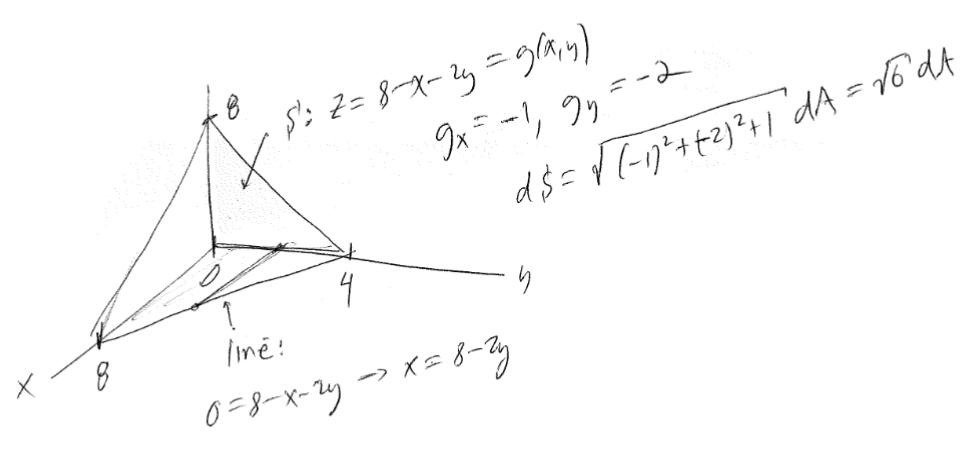 8
S: z = 8-x-2y = g(x,y)
gx = -1, gy = -2
dS = √((-1)²+(-2)²+1) dA = √6 dA
0
4
y
x
8
line:
0=8-x-2y → x = 8-2y